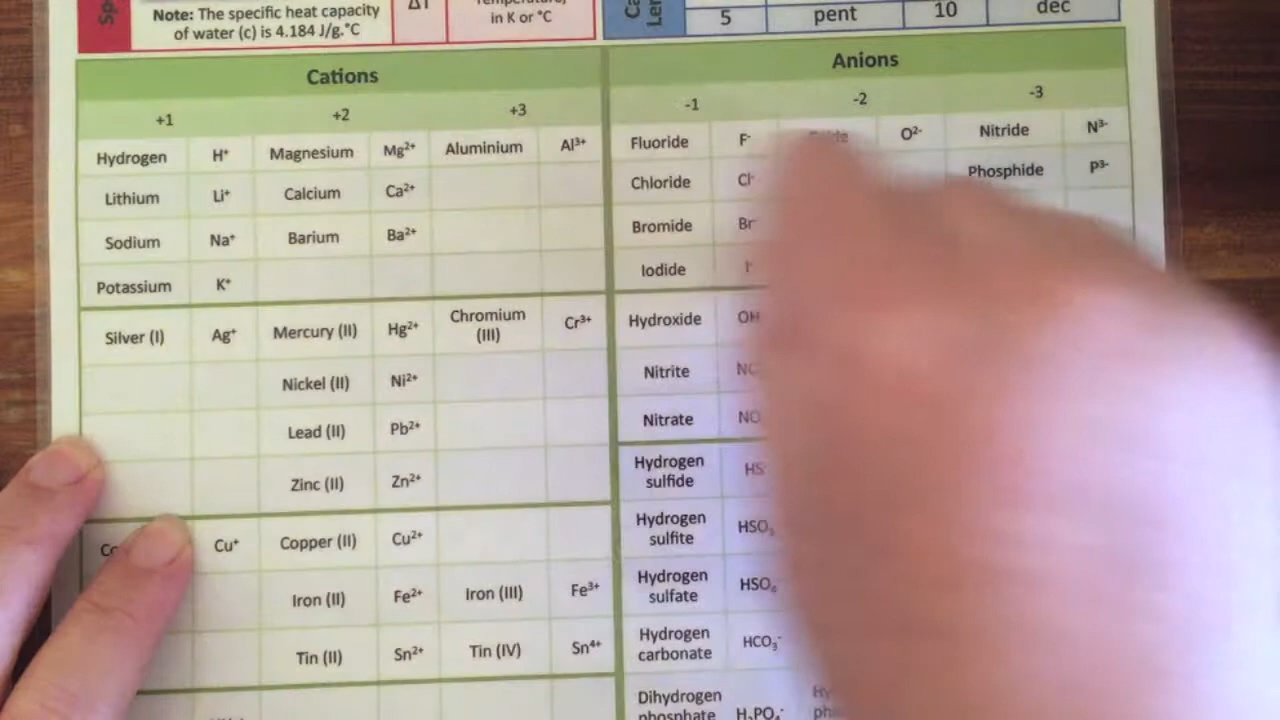 Note: The specific heat capacity
of water (c) is 4.184 J/g.°C
ΔT
in K or °C
5 pent 10 dec
Cations
+1 +2 +3
Hydrogen H⁺ Magnesium Mg²⁺ Aluminium Al³⁺
Lithium Li⁺ Calcium Ca²⁺
Sodium Na⁺ Barium Ba²⁺
Potassium K⁺
Silver (I) Ag⁺ Mercury (II) Hg²⁺ Chromium
(III) Cr³⁺
Nickel (II) Ni²⁺
Lead (II) Pb²⁺
Zinc (II) Zn²⁺
Cu⁺ Copper (II) Cu²⁺
Iron (II) Fe²⁺ Iron (III) Fe³⁺
Tin (II) Sn²⁺ Tin (IV) Sn⁴⁺
Anions
-1 -2 -3
Fluoride F⁻ O²⁻ Nitride N³⁻
Chloride Cl⁻ Phosphide P³⁻
Bromide Br⁻
Iodide I⁻
Hydroxide OH
Nitrite
Nitrate
Hydrogen
sulfide HS⁻
Hydrogen
sulfite HSO₃
Hydrogen
sulfate HSO₄
Hydrogen
carbonate HCO₃⁻
Dihydrogen
phosphate H₂PO₄⁻